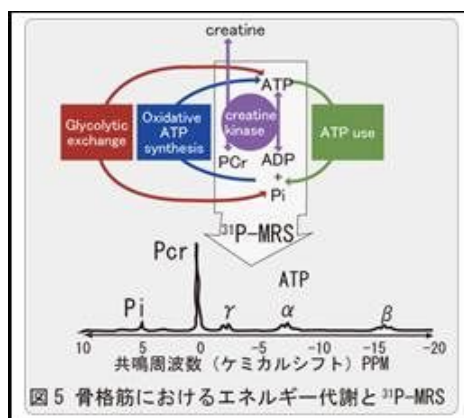 creatine
ATP
Glycolytic
exchange
Oxidative
ATP
synthesis
creatine
kinase
ATP use
PCr
ADP
+
Pi
³¹P-MRS
Pcr
ATP
Pi
γ
α
β
10 5 0 -5 -10 -15 -20
共鳴周波数（ケミカルシフト）PPM
図5 骨格筋におけるエネルギー代謝と³¹P-MRS